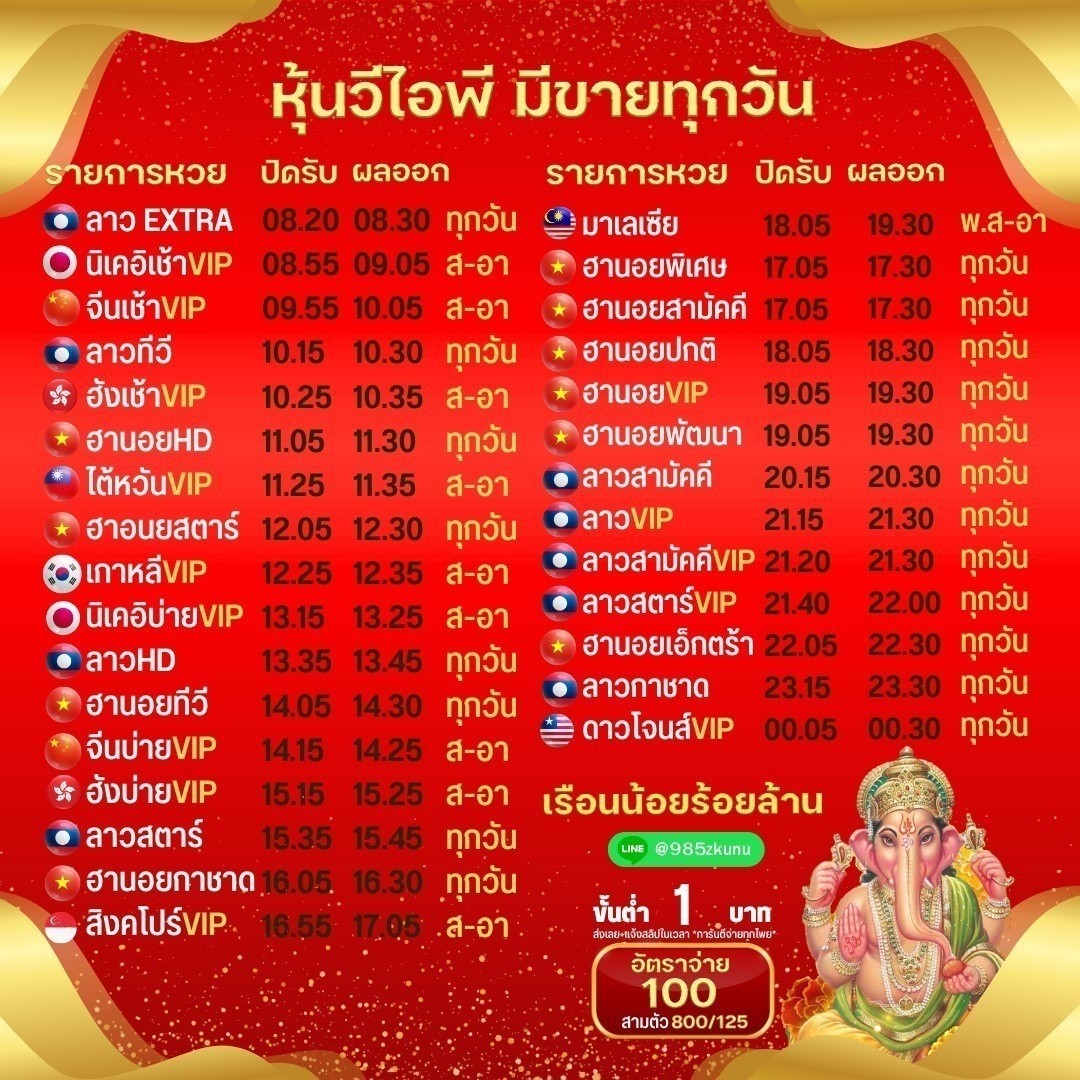 หุ้นวีไอพี มีขายทุกวัน
รายการหวย ปิดรับ ผลออก
ลาว EXTRA 08.20 08.30 ทุกวัน
นิเคอิเช้าVIP 08.55 09.05 ส-อา
จีนเช้าVIP 09.55 10.05 ส-อา
ลาวทีวี 10.15 10.30 ทุกวัน
ฮั่งเช้าVIP 10.25 10.35 ส-อา
ฮานอยHD 11.05 11.30 ทุกวัน
ไต้หวันVIP 11.25 11.35 ส-อา
ฮาอนยสตาร์ 12.05 12.30 ทุกวัน
เกาหลีVIP 12.25 12.35 ส-อา
นิเคอิบ่ายVIP 13.15 13.25 ส-อา
ลาวHD 13.35 13.45 ทุกวัน
ฮานอยทีวี 14.05 14.30 ทุกวัน
จีนบ่ายVIP 14.15 14.25 ส-อา
ฮั่งบ่ายVIP 15.15 15.25 ส-อา
ลาวสตาร์ 15.35 15.45 ทุกวัน
ฮานอยกาชาด 16.05 16.30 ทุกวัน
สิงคโปร์VIP 16.55 17.05 ส-อา
รายการหวย ปิดรับ ผลออก
มาเลเซีย 18.05 19.30 พ.ส-อา
ฮานอยพิเศษ 17.05 17.30 ทุกวัน
ฮานอยสามัคคี 17.05 17.30 ทุกวัน
ฮานอยปกติ 18.05 18.30 ทุกวัน
ฮานอยVIP 19.05 19.30 ทุกวัน
ฮานอยพัฒนา 19.05 19.30 ทุกวัน
ลาวสามัคคี 20.15 20.30 ทุกวัน
ลาวVIP 21.15 21.30 ทุกวัน
ลาวสามัคคีVIP 21.20 21.30 ทุกวัน
ลาวสตาร์VIP 21.40 22.00 ทุกวัน
ฮานอยเอ็กตร้า 22.05 22.30 ทุกวัน
ลาวกาชาด 23.15 23.30 ทุกวัน
ดาวโจนส์VIP 00.05 00.30 ทุกวัน
เรือนน้อยร้อยล้าน
LINE @985zkunu
ขั้นต่ำ 1 บาท
ส่งเลย+แจ้งสลิปในเวลา *การันตีจ่ายทุกโพย*
อัตราจ่าย
100
สามตัว 800/125